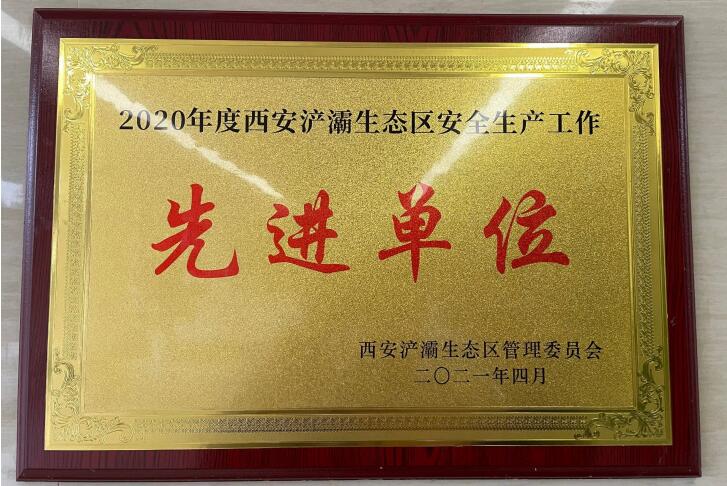 2020年度西安浐灞生态区安全生产工作
先进单位
西安浐灞生态区管理委员会
二〇二一年四月